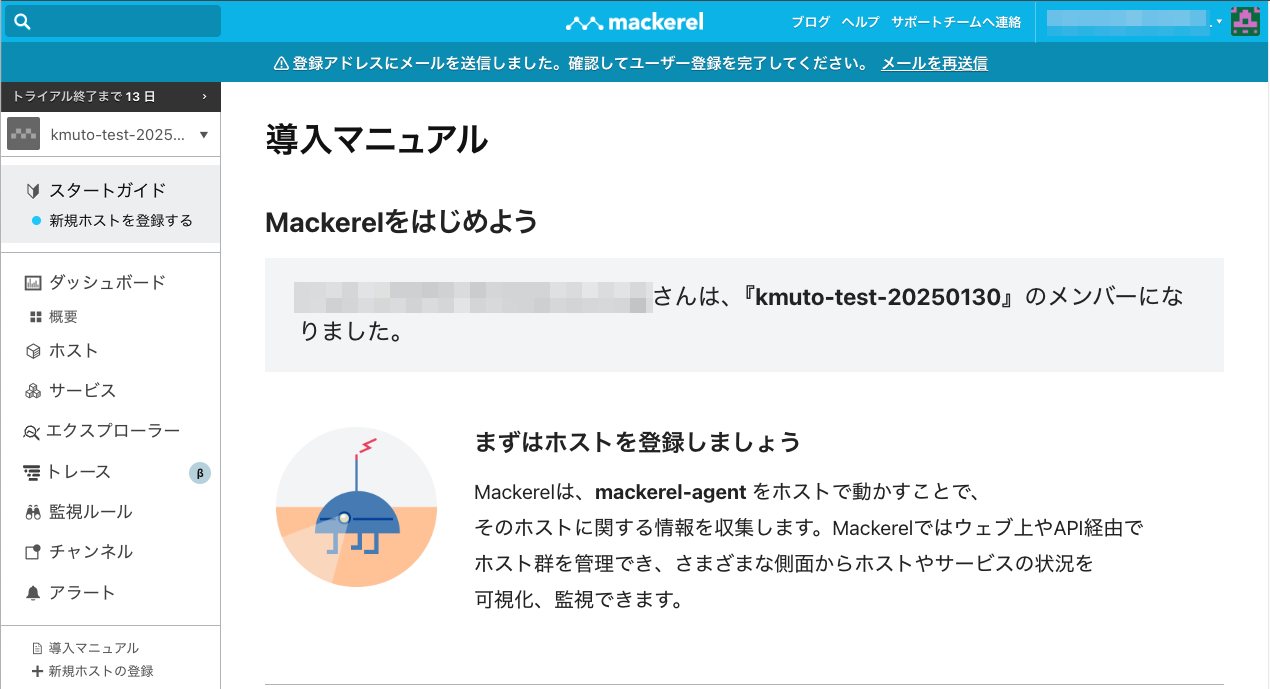 mackerel
ブログ ヘルプ サポートチームへ連絡
登録アドレスにメールを送信しました。確認してユーザー登録を完了してください。 メールを再送信
トライアル終了まで 13 日
kmuto-test-2025...
スタートガイド
新規ホストを登録する
ダッシュボード
概要
ホスト
サービス
エクスプローラー
トレース β
監視ルール
チャンネル
アラート
導入マニュアル
新規ホストの登録
導入マニュアル
Mackerelをはじめよう
さんは、『kmuto-test-20250130』のメンバーにな
りました。
まずはホストを登録しましょう
Mackerelは、mackerel-agent をホストで動かすことで、
そのホストに関する情報を収集します。Mackerelではウェブ上やAPI経由で
ホスト群を管理でき、さまざまな側面からホストやサービスの状況を
可視化、監視できます。